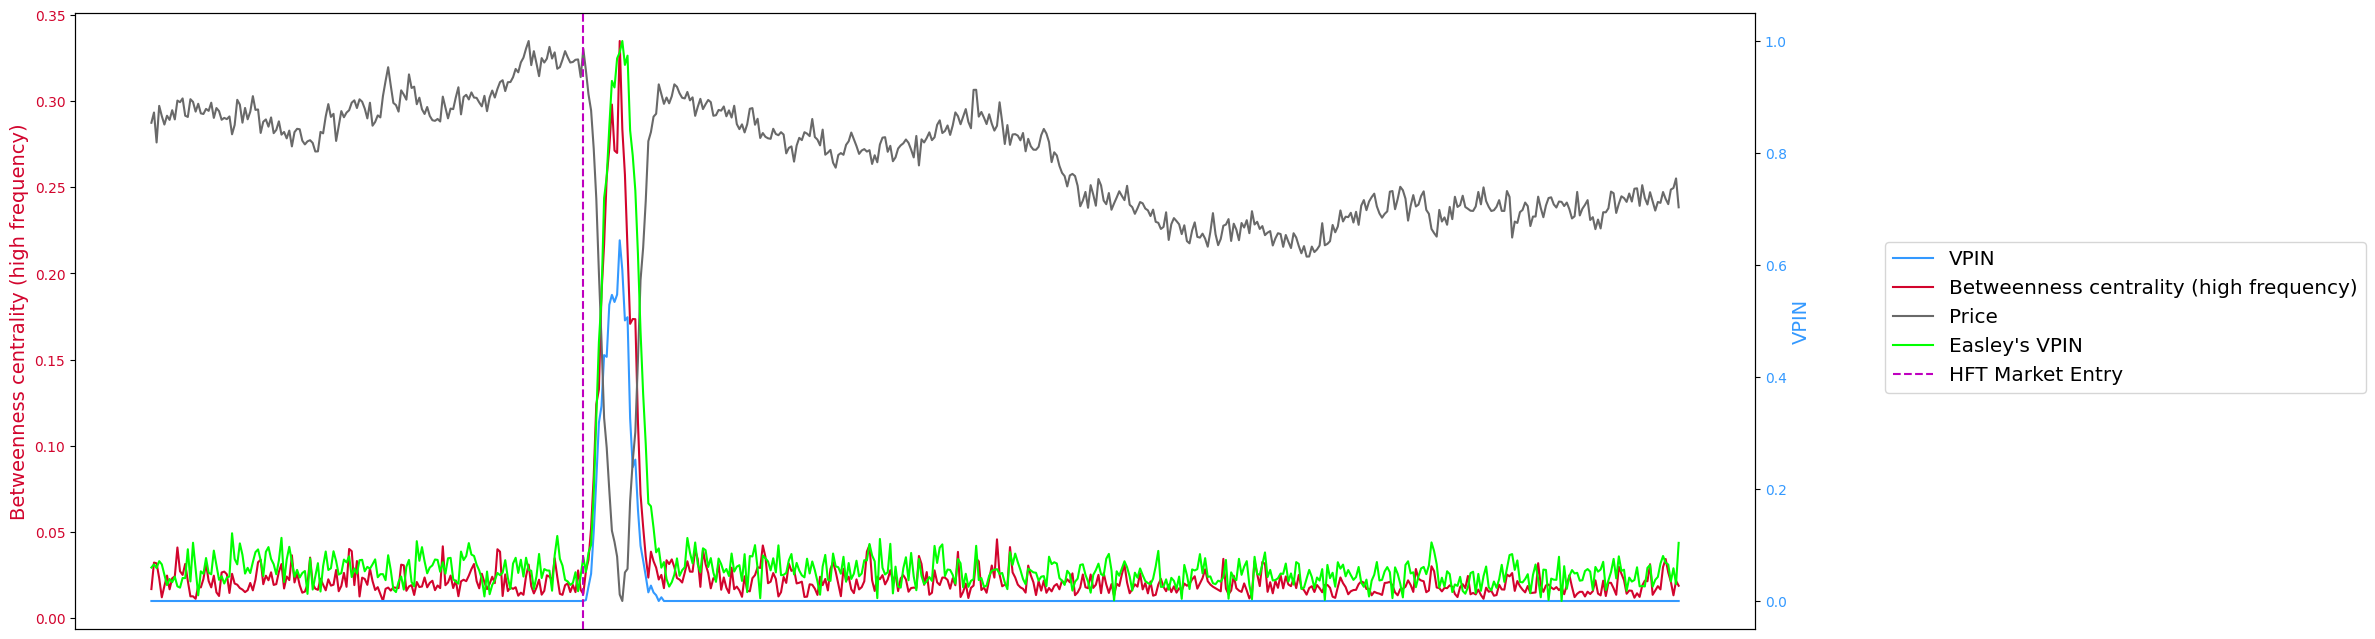 Betweenness centrality (high frequency)
0.35
0.30
0.25
0.20
0.15
0.10
0.05
0.00
1.0
0.8
0.6
0.4
0.2
0.0
VPIN
VPIN
Betweenness centrality (high frequency)
Price
Easley's VPIN
HFT Market Entry